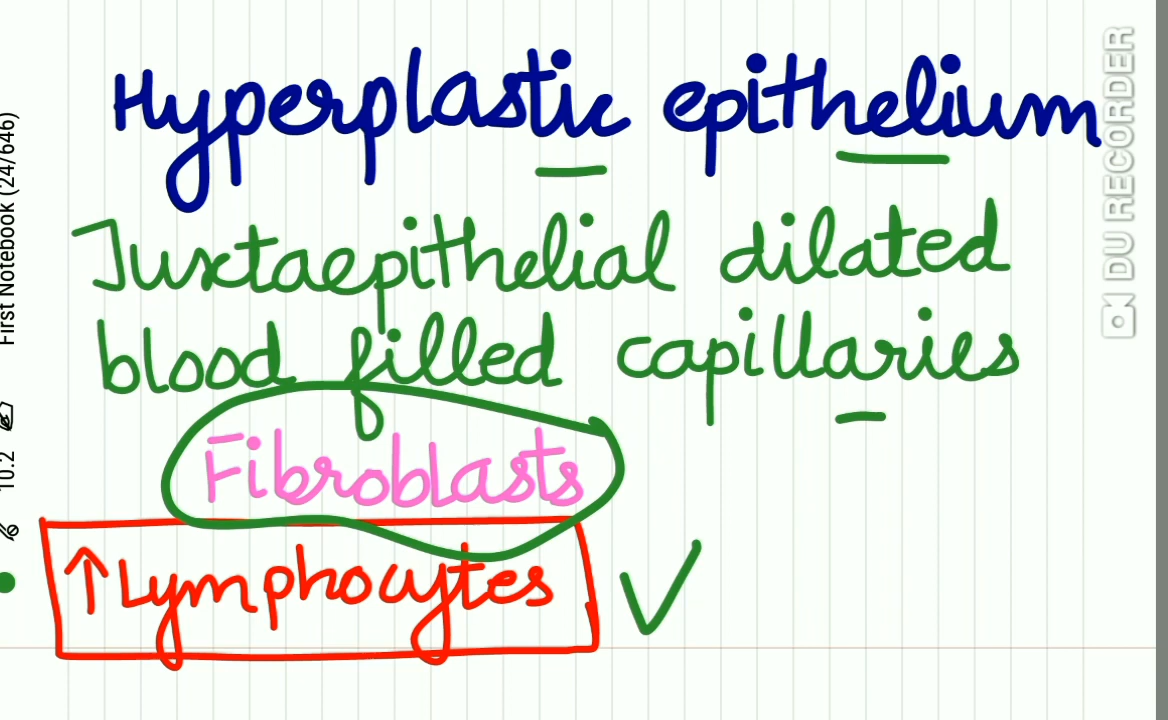 Hyperplastic epithelium
Juxtaepithelial dilated
blood filled capillaries
Fibroblasts
↑ Lymphocytes
First Notebook (24/646)
10.2
DU RECORDER